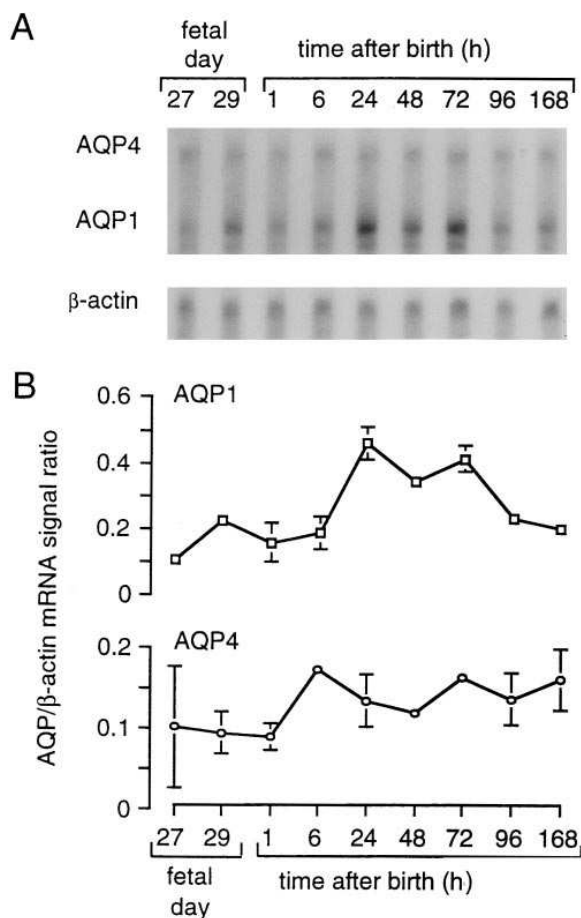 A
fetal day
time after birth (h)
27 29 1 6 24 48 72 96 168
AQP4
AQP1
β-actin
B
AQP1
0.6
0.4
0.2
0
AQP/β-actin mRNA signal ratio
AQP4
0.2
0.1
0
27 29 1 6 24 48 72 96 168
fetal day
time after birth (h)